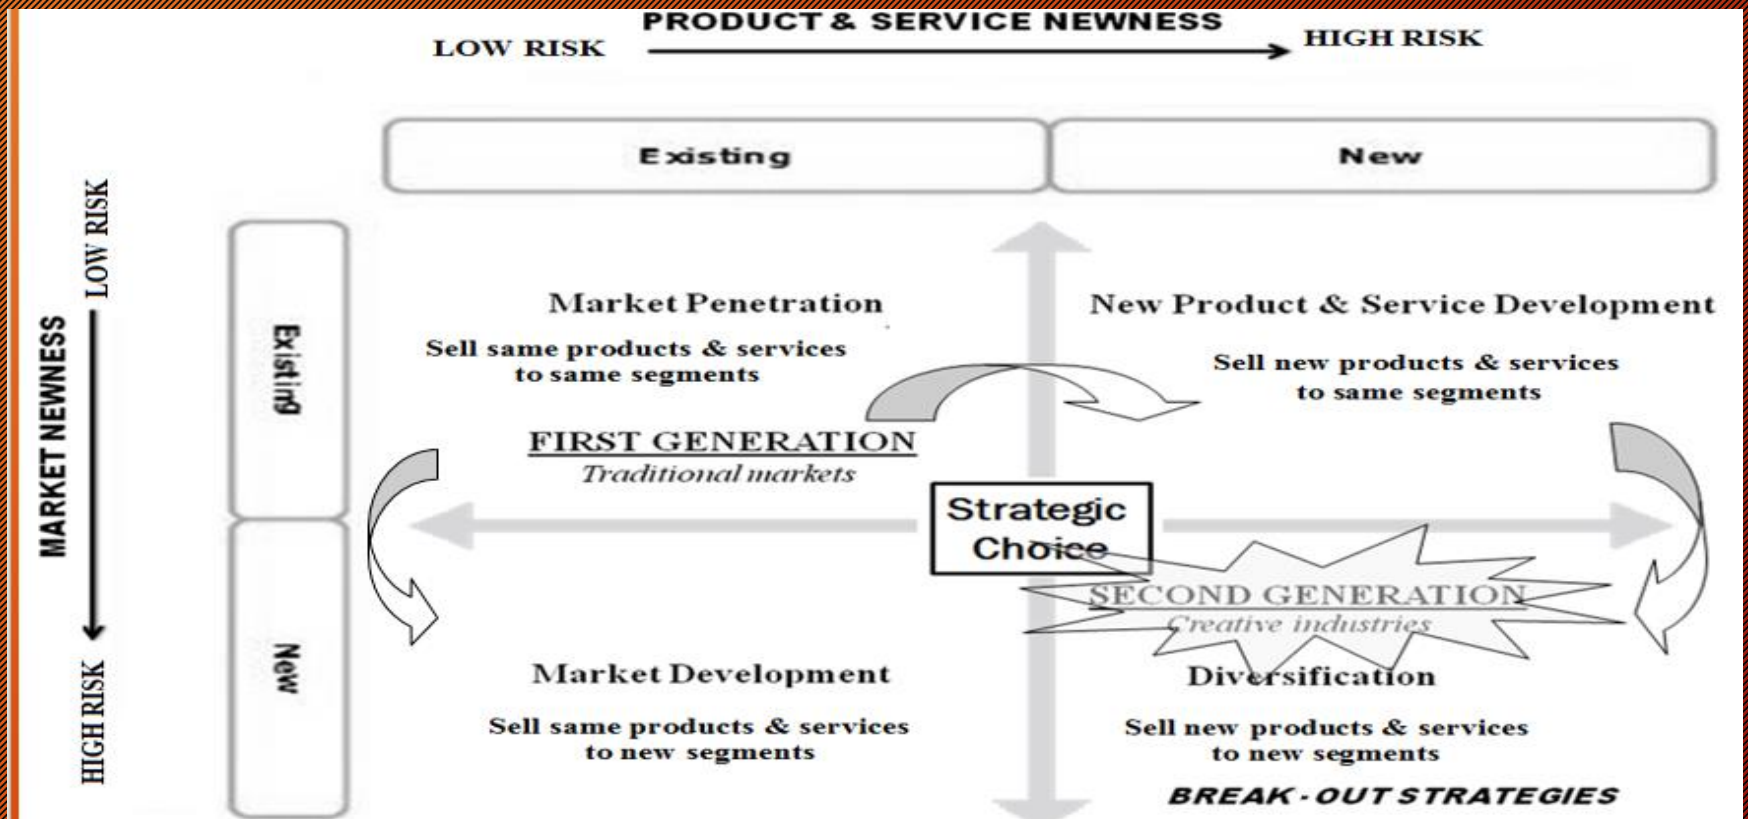 PRODUCT & SERVICE NEWNESS
LOW RISK
HIGH RISK
Existing
New
MARKET NEWNESS
LOW RISK
HIGH RISK
Existing
New
Market Penetration
Sell same products & services
to same segments
FIRST GENERATION
Traditional markets
New Product & Service Development
Sell new products & services
to same segments
Strategic
Choice
SECOND GENERATION
Creative industries
Market Development
Sell same products & services
to new segments
Diversification
Sell new products & services
to new segments
BREAK-OUT STRATEGIES